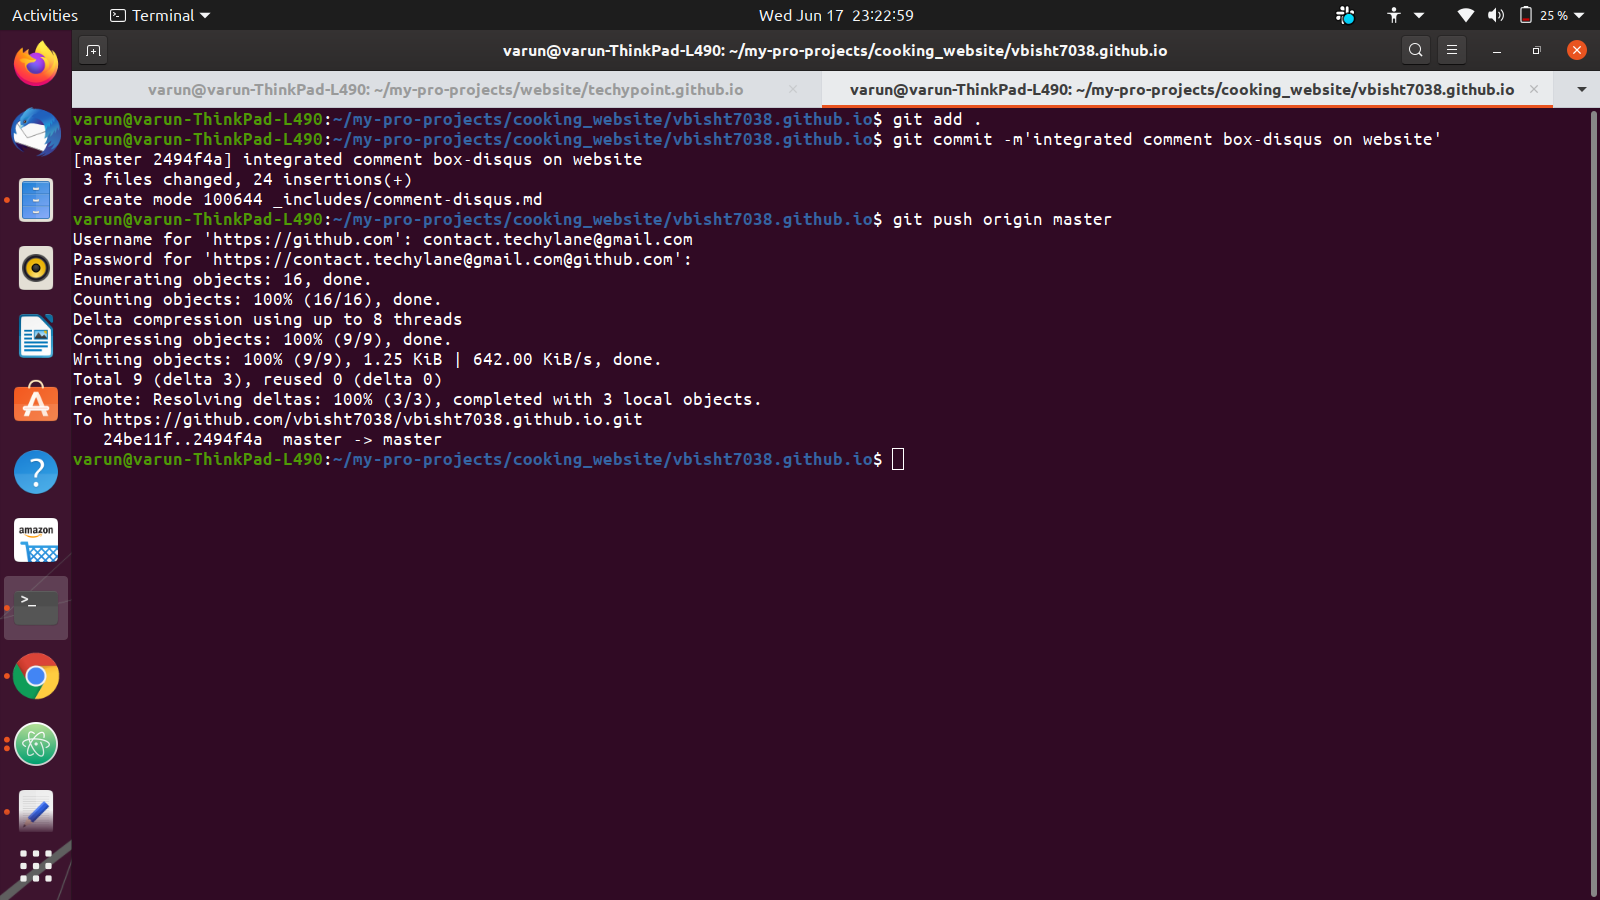 Activities
Terminal
Wed Jun 17 23:22:59
25 %
varun@varun-ThinkPad-L490: ~/my-pro-projects/cooking_website/vbisht7038.github.io
varun@varun-ThinkPad-L490: ~/my-pro-projects/website/techypoint.github.io
varun@varun-ThinkPad-L490: ~/my-pro-projects/cooking_website/vbisht7038.github.io
varun@varun-ThinkPad-L490:~/my-pro-projects/cooking_website/vbisht7038.github.io$ git add .
varun@varun-ThinkPad-L490:~/my-pro-projects/cooking_website/vbisht7038.github.io$ git commit -m'integrated comment box-disqus on website'
[master 2494f4a] integrated comment box-disqus on website
 3 files changed, 24 insertions(+)
 create mode 100644 _includes/comment-disqus.md
varun@varun-ThinkPad-L490:~/my-pro-projects/cooking_website/vbisht7038.github.io$ git push origin master
Username for 'https://github.com': contact.techylane@gmail.com
Password for 'https://contact.techylane@gmail.com@github.com':
Enumerating objects: 16, done.
Counting objects: 100% (16/16), done.
Delta compression using up to 8 threads
Compressing objects: 100% (9/9), done.
Writing objects: 100% (9/9), 1.25 KiB | 642.00 KiB/s, done.
Total 9 (delta 3), reused 0 (delta 0)
remote: Resolving deltas: 100% (3/3), completed with 3 local objects.
To https://github.com/vbisht7038/vbisht7038.github.io.git
   24be11f..2494f4a  master -> master
varun@varun-ThinkPad-L490:~/my-pro-projects/cooking_website/vbisht7038.github.io$
amazon
>_